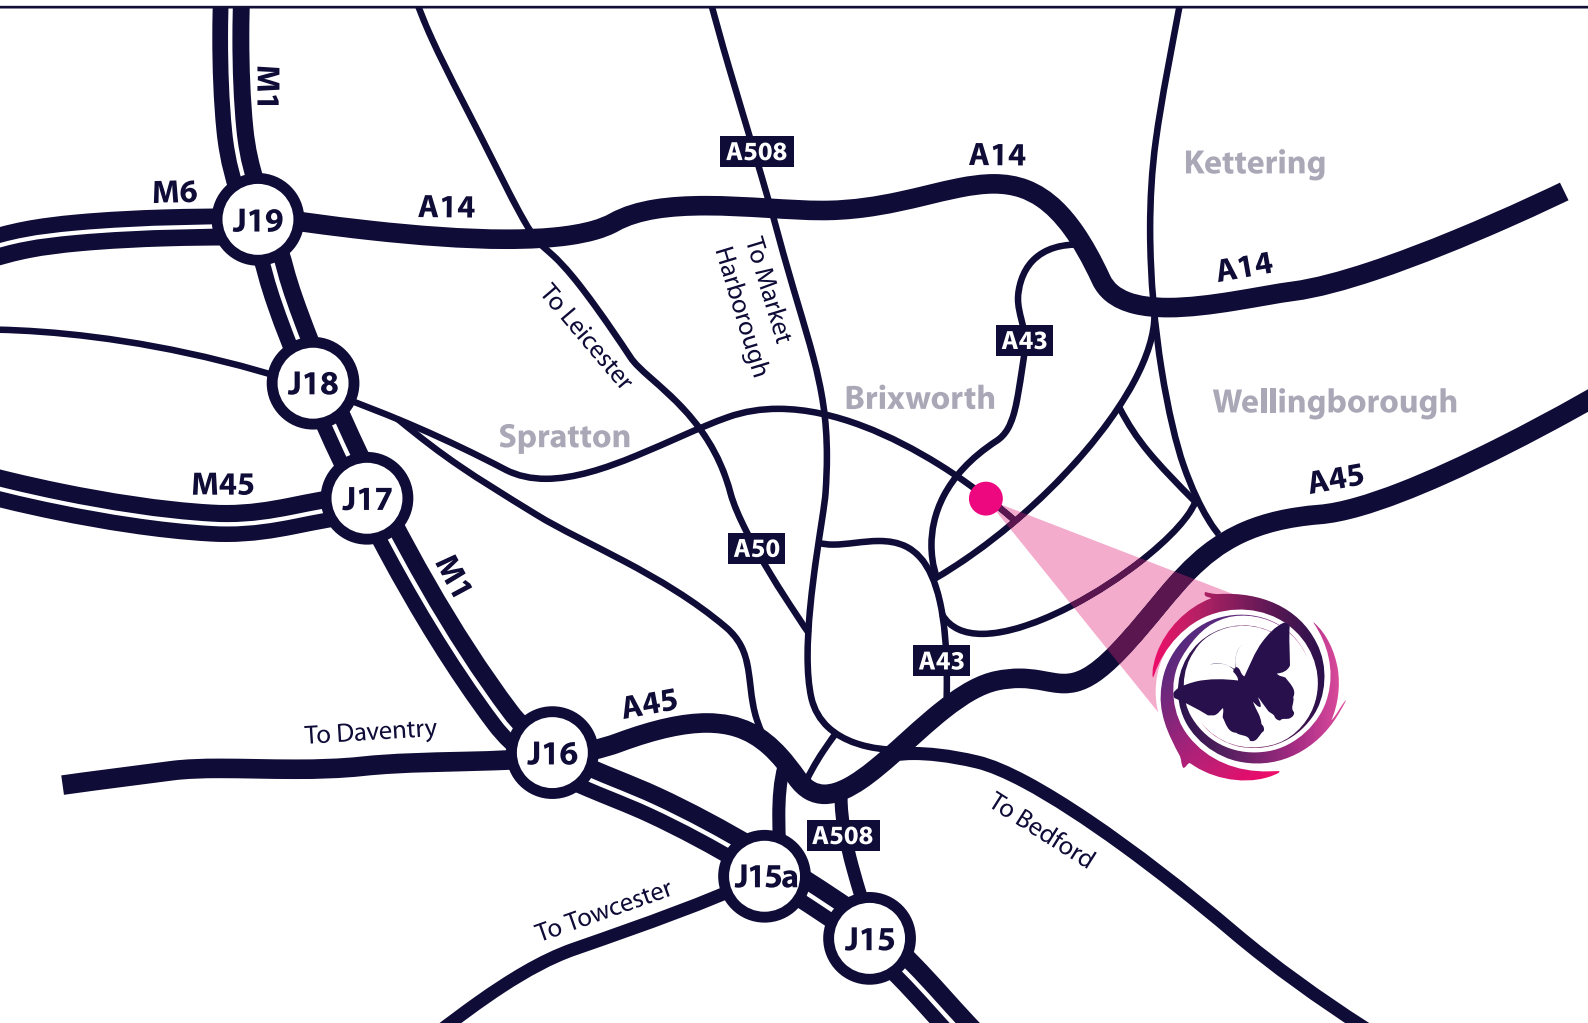 M1
A508
A14
Kettering
M6
J19
A14
A14
To Market
Harborough
To Leicester
A43
J18
Brixworth
Wellingborough
Spratton
A45
M45
J17
A50
M1
A43
A45
To Daventry
J16
A508
To Bedford
J15a
To Towcester
J15